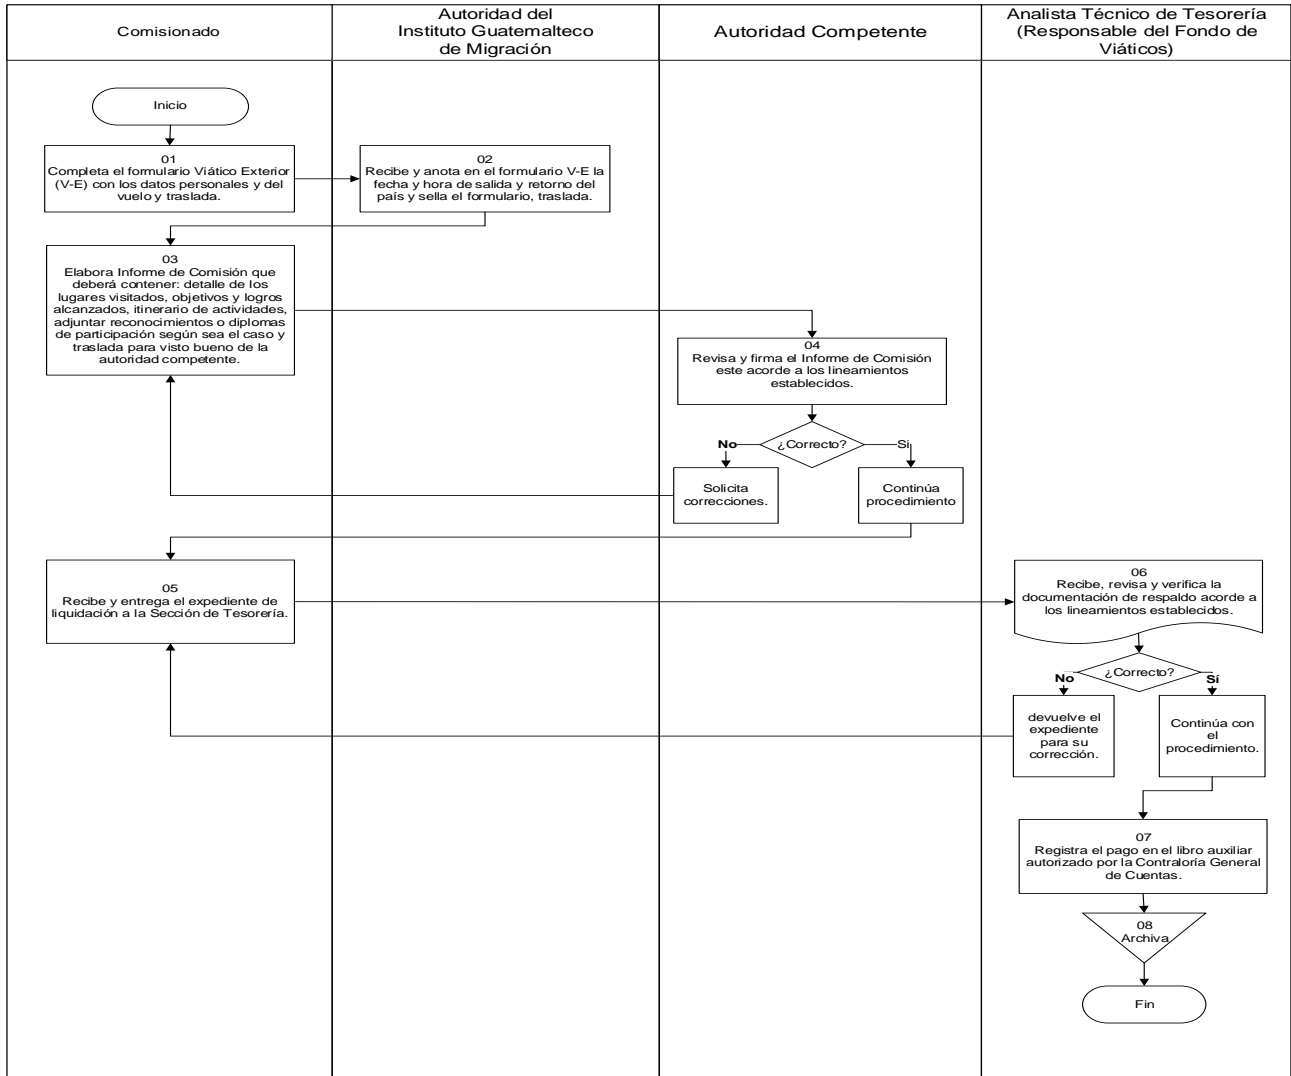 Comisionado
Autoridad del
Instituto Guatemalteco
de Migración
Autoridad Competente
Analista Técnico de Tesorería
(Responsable del Fondo de
Viáticos)
Inicio
01
Completa el formulario Viático Exterior
(V-E) con los datos personales y del
vuelo y traslada.
02
Recibe y anota en el formulario V-E la
fecha y hora de salida y retorno del
país y sella el formulario, traslada.
03
Elabora Informe de Comisión que
deberá contener: detalle de los
lugares visitados, objetivos y logros
alcanzados, itinerario de actividades,
adjuntar reconocimientos o diplomas
de participación según sea el caso y
traslada para visto bueno de la
autoridad competente.
04
Revisa y firma el Informe de Comisión
este acorde a los lineamientos
establecidos.
No
¿Correcto?
Si
Solicita
correcciones.
Continúa
procedimiento
05
Recibe y entrega el expediente de
liquidación a la Sección de Tesorería.
06
Recibe, revisa y verifica la
documentación de respaldo acorde a
los lineamientos establecidos.
No
¿Correcto?
Sí
devuelve el
expediente
para su
corrección.
Continúa con
el
procedimiento.
07
Registra el pago en el libro auxiliar
autorizado por la Contraloría General
de Cuentas.
08
Archiva
Fin